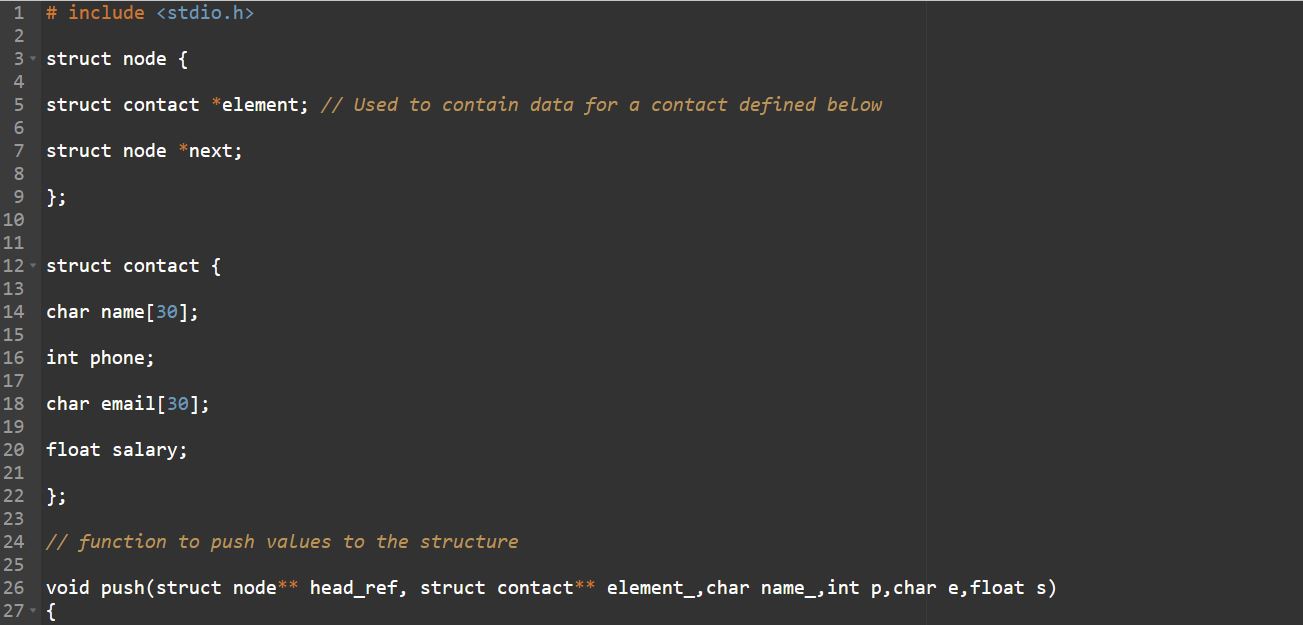 1 # include <stdio.h>
2
3 struct node {
4
5 struct contact *element; // Used to contain data for a contact defined below
6
7 struct node *next;
8
9 };
10
11
12 struct contact {
13
14 char name[30];
15
16 int phone;
17
18 char email[30];
19
20 float salary;
21
22 };
23
24 // function to push values to the structure
25
26 void push(struct node** head_ref, struct contact** element_,char name_,int p,char e,float s)
27 {